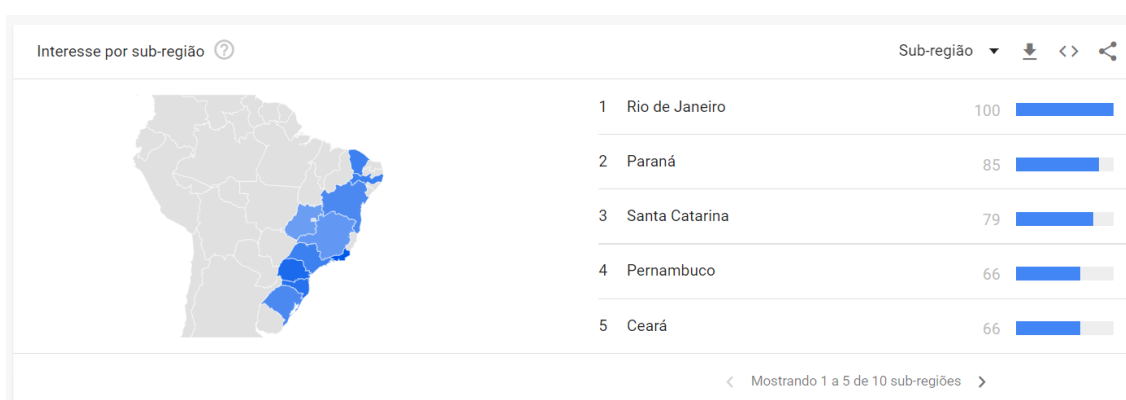 Interesse por sub-região ?
Sub-região
1 Rio de Janeiro 100
2 Paraná 85
3 Santa Catarina 79
4 Pernambuco 66
5 Ceará 66
Mostrando 1 a 5 de 10 sub-regiões